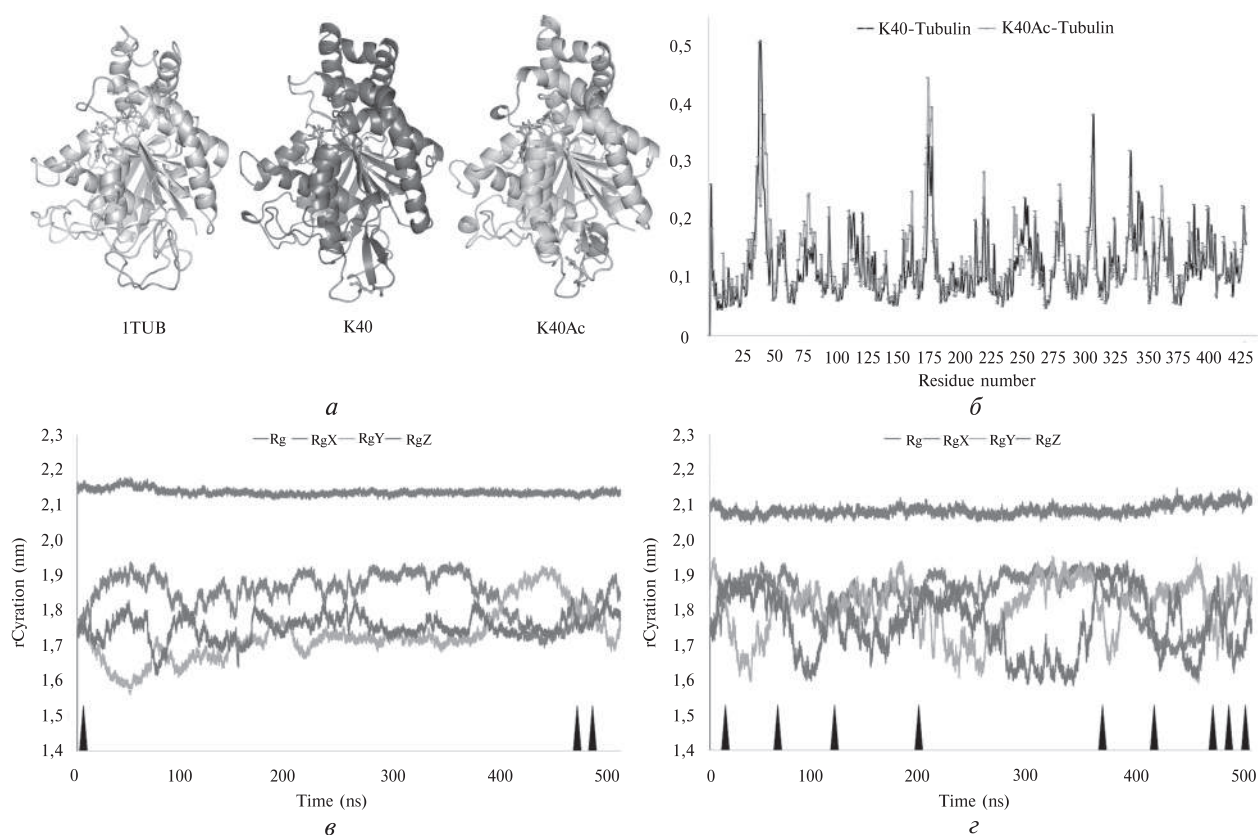 K40-Tubulin K40Ac-Tubulin
0,5
0,4
0,3
0,2
0,1
0
1TUB K40 K40Ac
25 50 75 100 125 150 175 200 225 250 275 300 325 350 375 400 425
Residue number
а
б
Rg RgX RgY RgZ
2,3
2,2
2,1
2,0
1,9
1,8
1,7
1,6
1,5
1,4
rCyration (nm)
0 100 200 300 400 500
Time (ns)
в
Rg RgX RgY RgZ
2,3
2,2
2,1
2,0
1,9
1,8
1,7
1,6
1,5
1,4
rCyration (nm)
0 100 200 300 400 500
Time (ns)
г